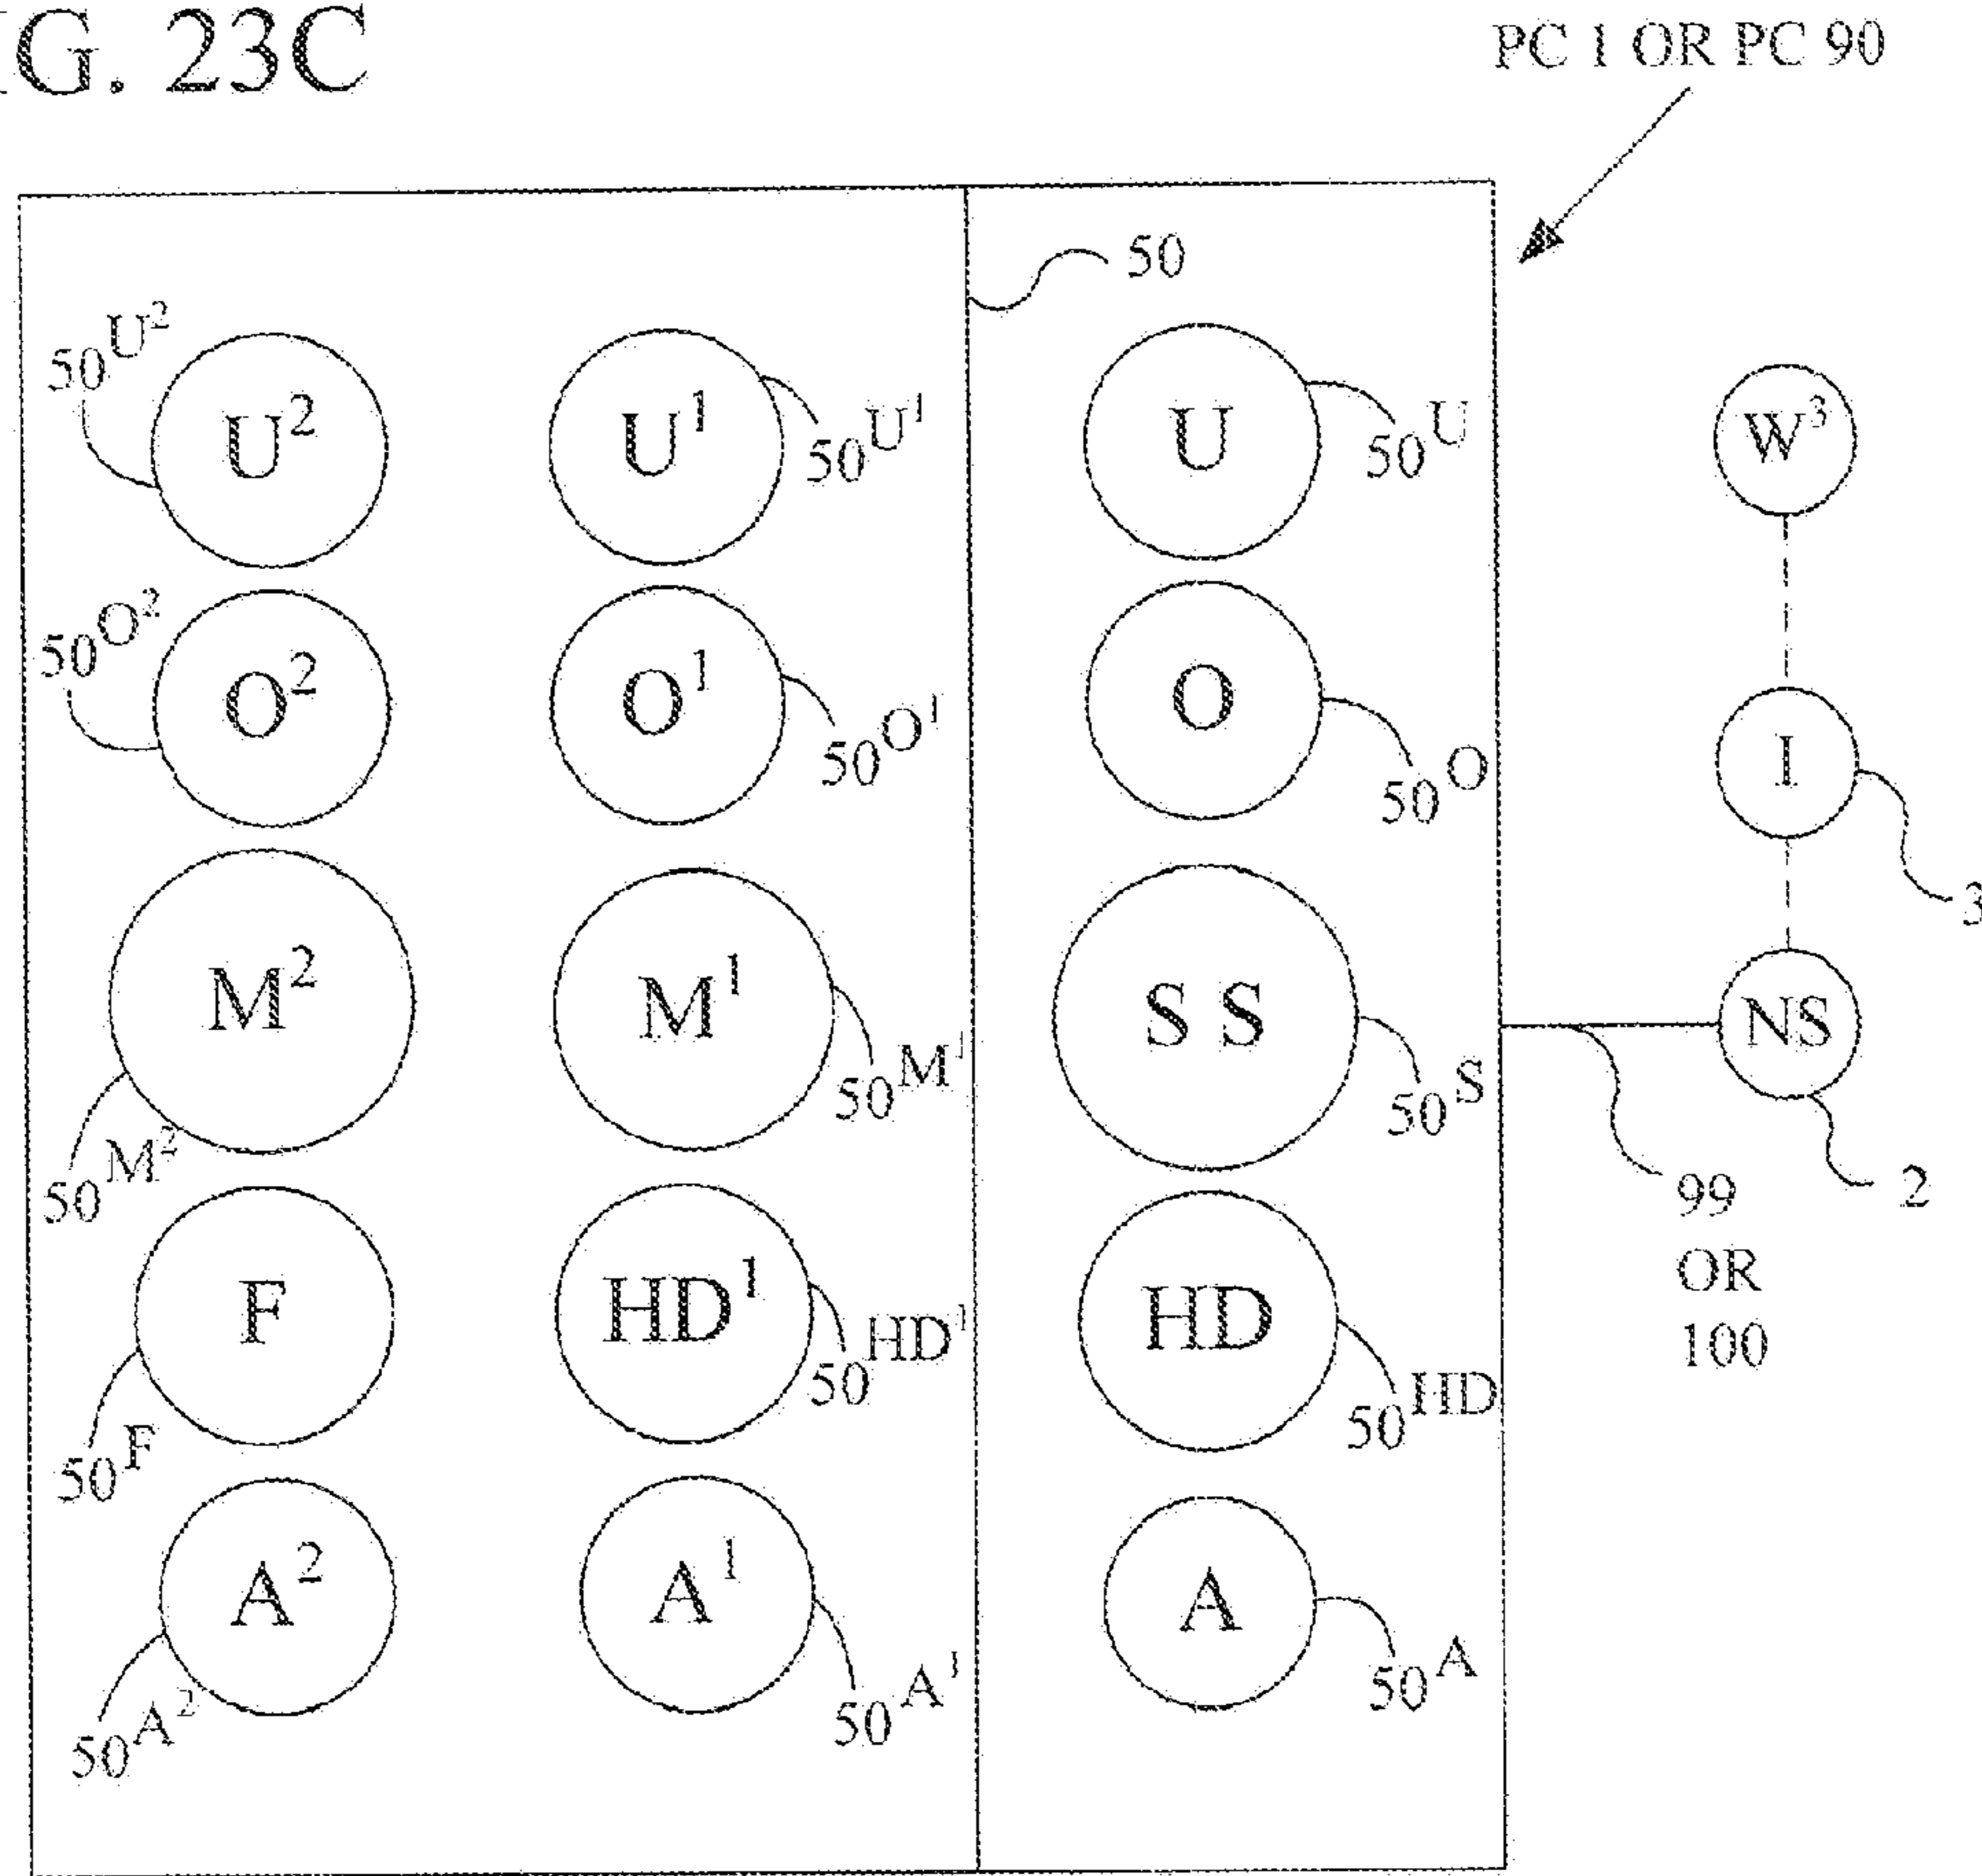 G. 23C
PC 1 OR PC 90
50
50U²
U²
U¹
50U¹
U
50U
W³
50O²
O²
O¹
50O¹
O
50O
I
3
M²
50M²
M¹
50M¹
S S
50S
NS
2
99
OR
100
F
50F
HD¹
50HD¹
HD
50HD
A²
50A²
A¹
50A¹
A
50A